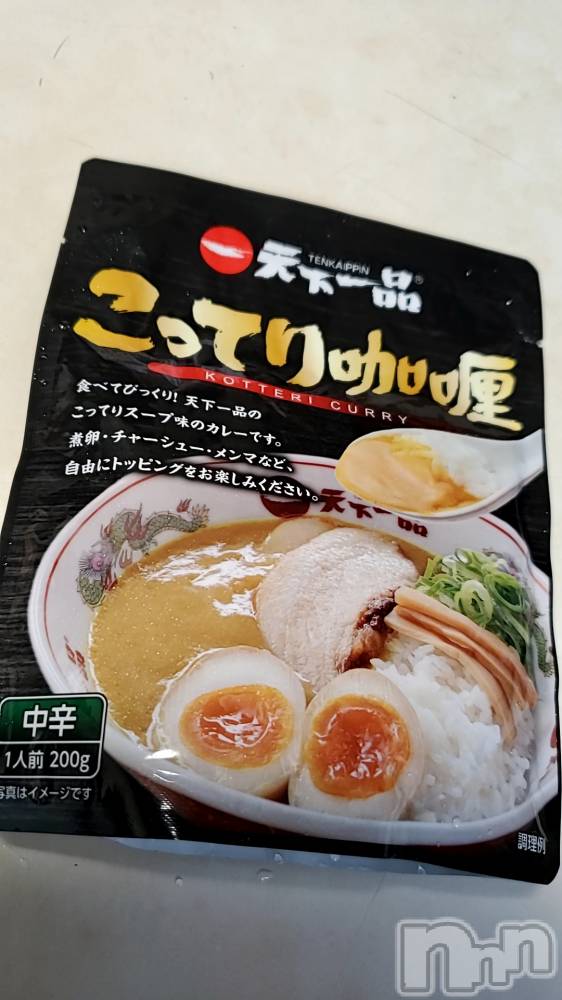 天下一品®
TENKAIPPIN
こってり咖喱
KOTTERI CURRY
食べてびっくり! 天下一品の
こってりスープ味のカレーです。
煮卵・チャーシュー・メンマなど、
自由にトッピングをお楽しみください。
天下一品
中辛
1人前 200g
写真はイメージです
調理例
nnn